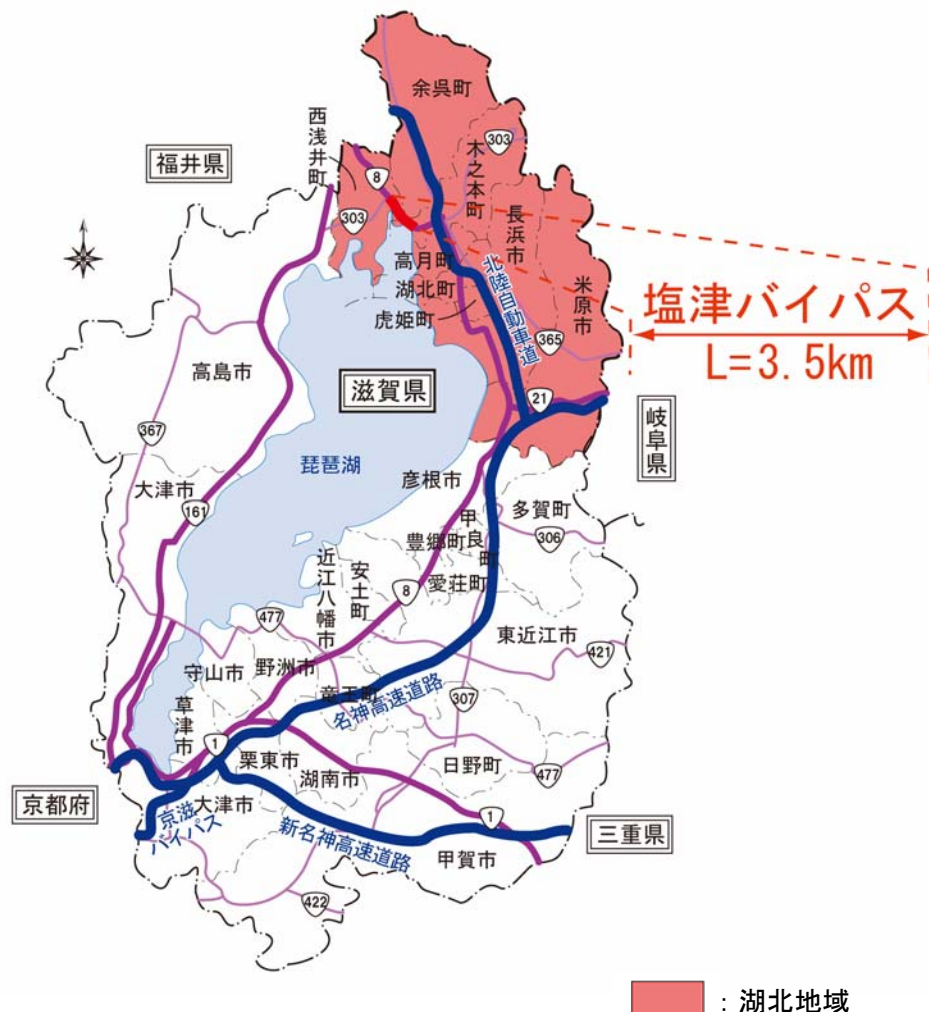 余呉町
西浅井町
303
福井県
8
木之本町
303
長浜市
高月町
湖北町
虎姫町
北陸自動車道
米原市
塩津バイパス
L=3.5km
365
高島市
滋賀県
21
岐阜県
367
琵琶湖
彦根市
大津市
161
多賀町
甲良町
306
豊郷町
愛荘町
近江八幡市
安土町
8
477
東近江市
421
守山市
野洲市
竜王町
名神高速道路
307
草津市
1
栗東市
湖南市
日野町
477
京都府
大津市
京滋
バイパス
新名神高速道路
1
甲賀市
三重県
422
：湖北地域